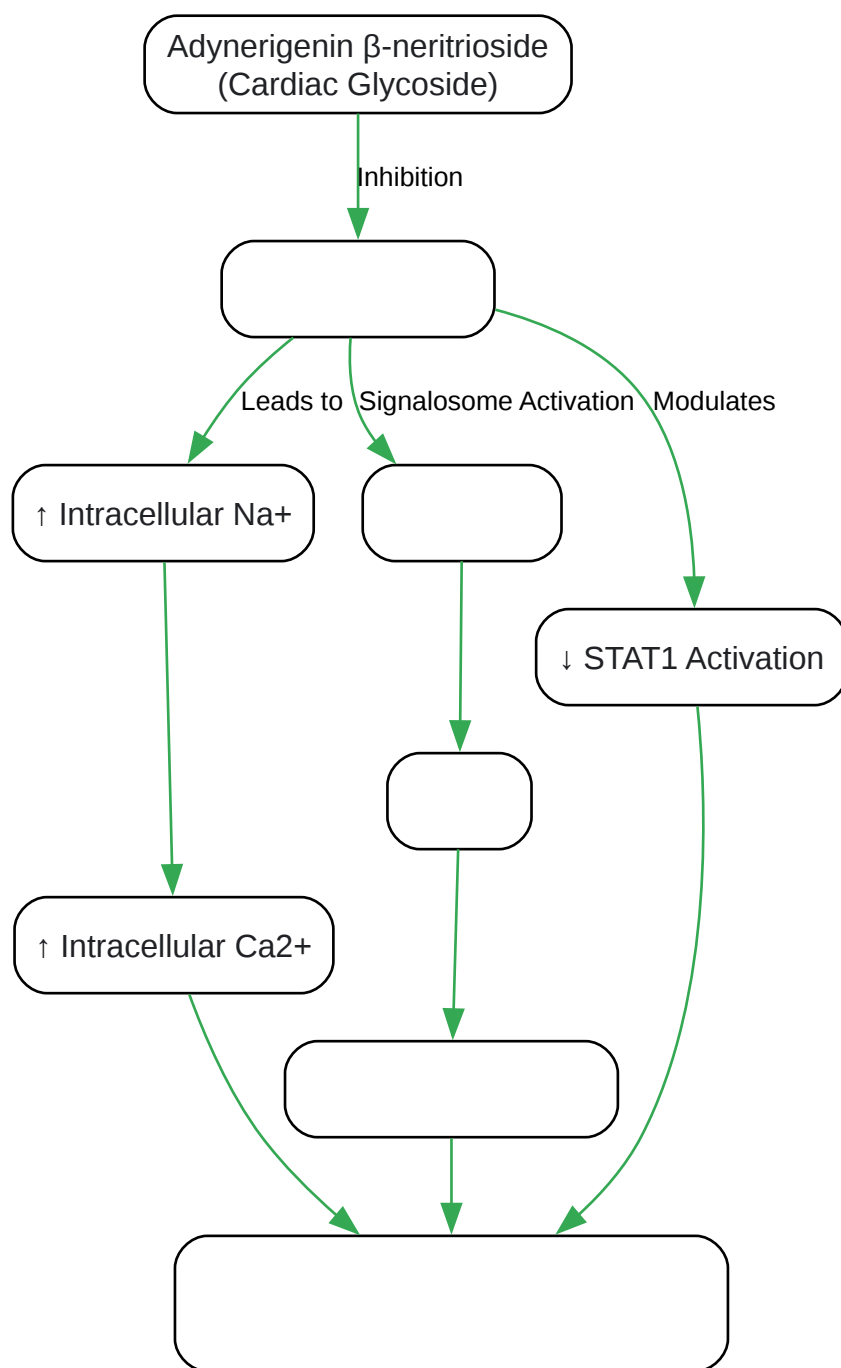 Adynerigenin β-neritrioside
(Cardiac Glycoside)
Inhibition
Leads to
Signalosome Activation
Modulates
↑ Intracellular Na+
↓ STAT1 Activation
↑ Intracellular Ca2+